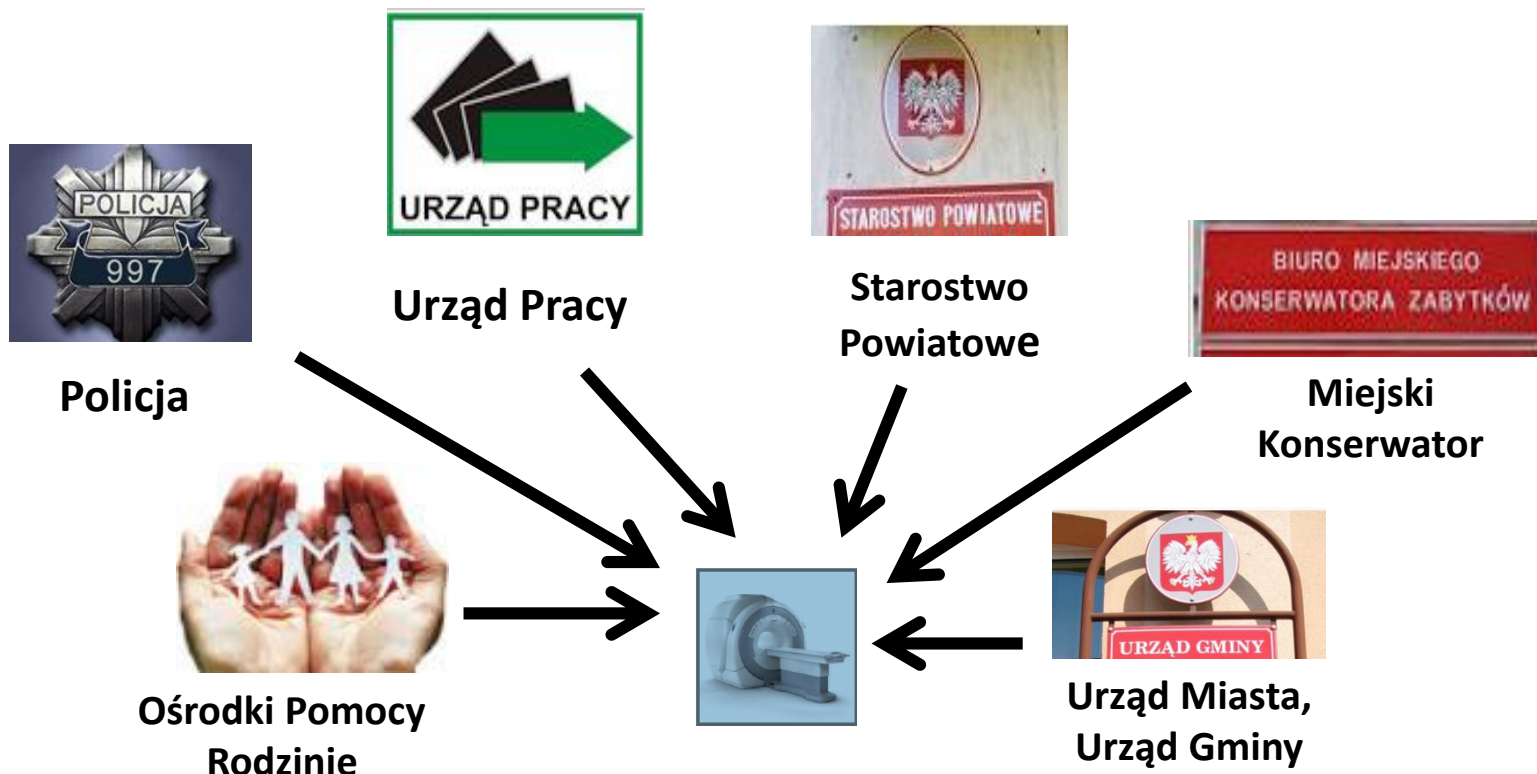 POLICJA
997
Policja
URZĄD PRACY
Urząd Pracy
STAROSTWO POWIATOWE
Starostwo
Powiatowe
BIURO MIEJSKIEGO
KONSERWATORA ZABYTKÓW
Miejski
Konserwator
Ośrodki Pomocy
Rodzinie
URZĄD GMINY
Urząd Miasta,
Urząd Gminy